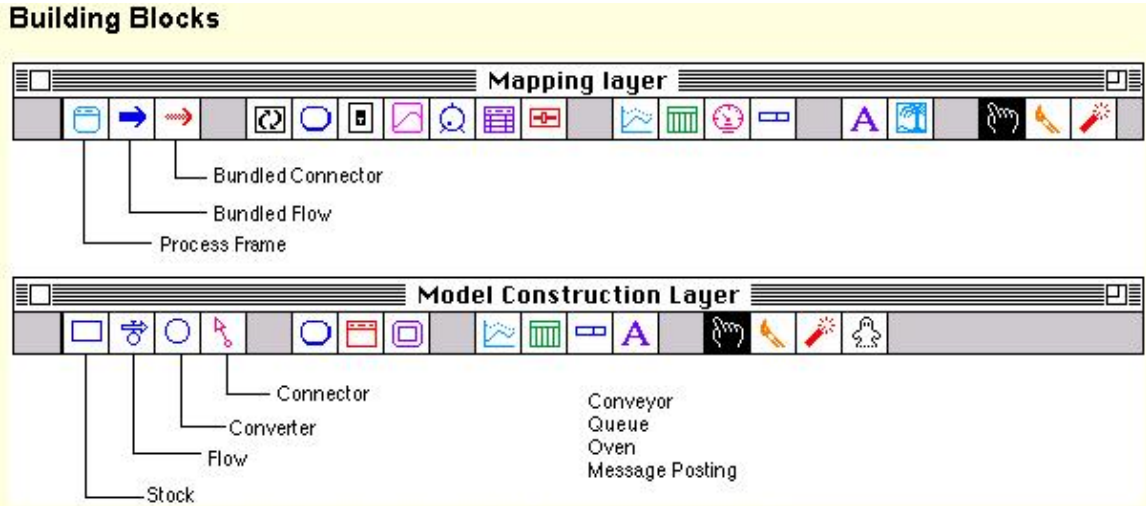 Building Blocks
Mapping layer
A
Bundled Connector
Bundled Flow
Process Frame
Model Construction Layer
A
Connector
Converter
Flow
Stock
Conveyor
Queue
Oven
Message Posting